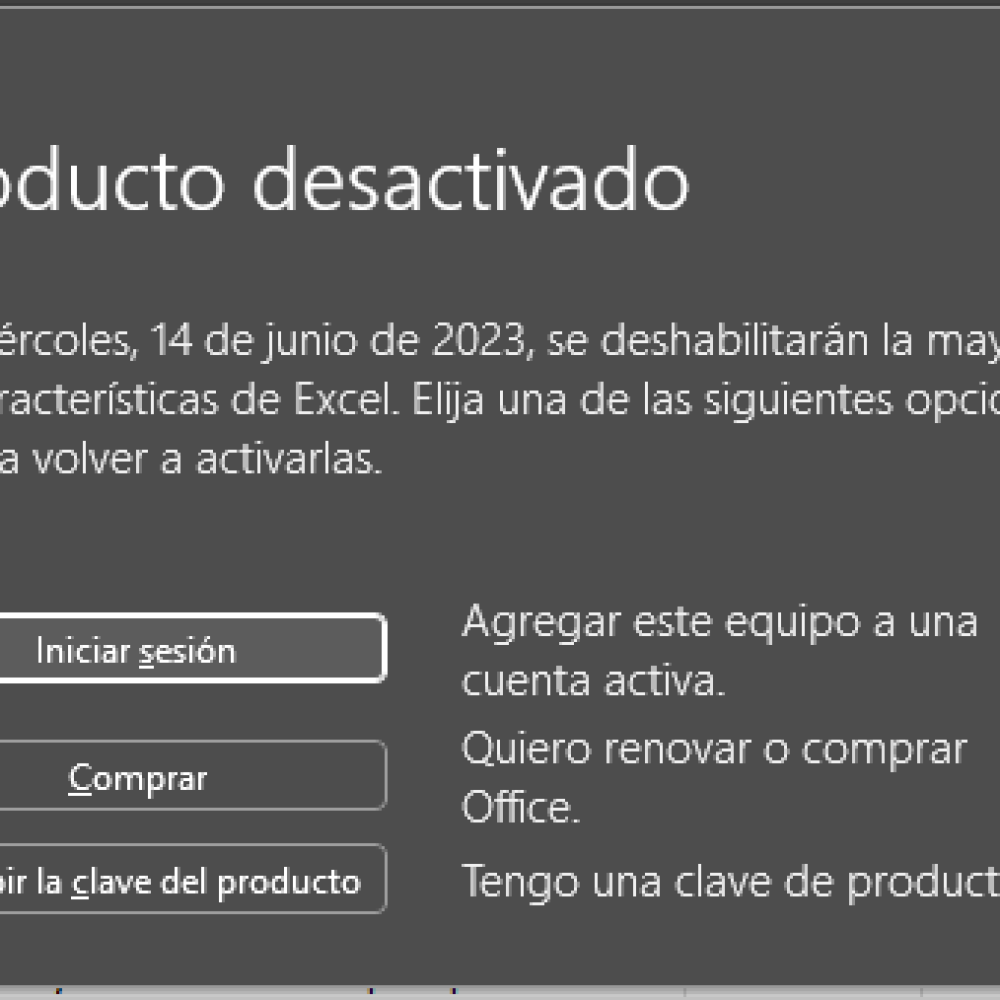 oducto desactivado
ércoles, 14 de junio de 2023, se deshabilitarán la may
racterísticas de Excel. Elija una de las siguientes opcio
a volver a activarlas.
Iniciar sesión
Agregar este equipo a una
cuenta activa.
Comprar
Quiero renovar o comprar
Office.
bir la clave del producto
Tengo una clave de product